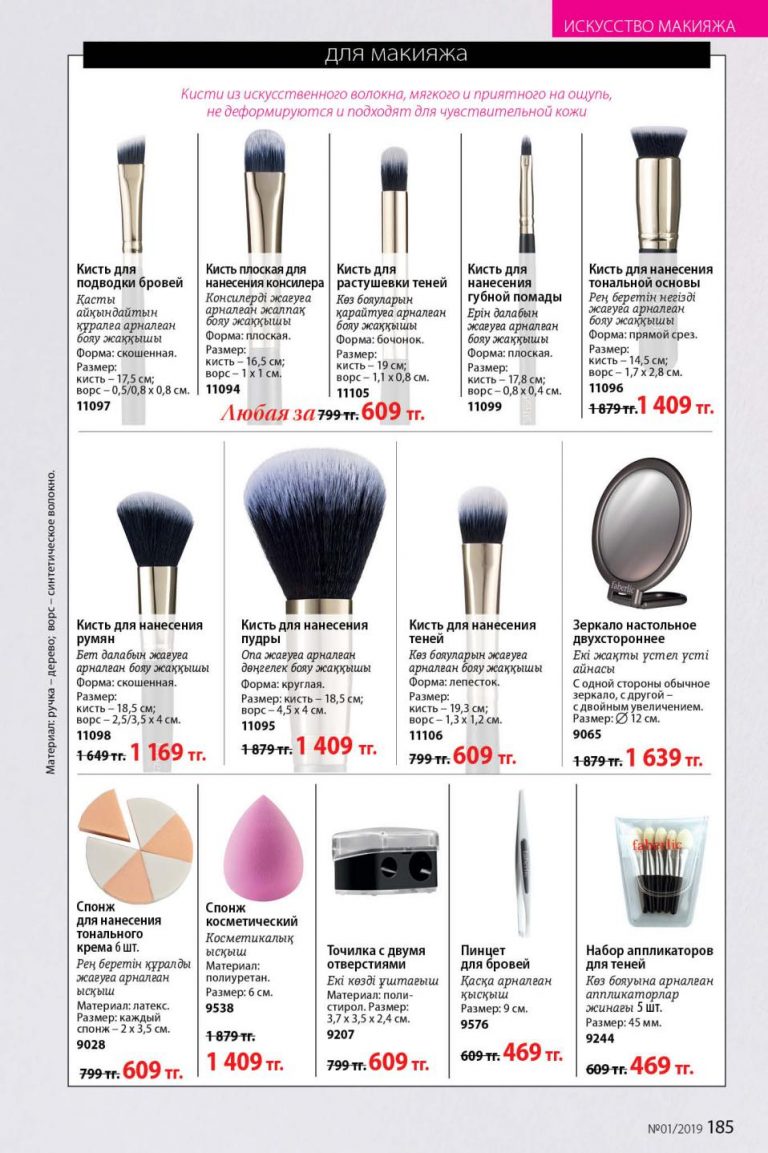 ИСКУССТВО МАКИЯЖА
для макияжа
Кисти из искусственного волокна, мягкого и приятного на ощупь,
не деформируются и подходят для чувствительной кожи
Кисть для
подводки бровей
Қасты
айқындайтын
құралға арналған
бояу жаққышы
Форма: скошенная.
Размер:
кисть – 17,5 см;
ворс – 0,5/0,8 х 0,8 см.
11097
Кисть плоская для
нанесения консилера
Консилерді жағуға
арналған жалпақ
бояу жаққышы
Форма: плоская.
Размер:
кисть – 16,5 см;
ворс – 1 х 1 см.
11094
Кисть для
растушевки теней
Көз бояуларын
қарайтуға арналған
бояу жаққышы
Форма: бочонок.
Размер:
кисть – 19 см;
ворс – 1,1 х 0,8 см.
11105
Кисть для
нанесения
губной помады
Ерін далабын
жағуға арналған
бояу жаққышы
Форма: плоская.
Размер:
кисть – 17,8 см;
ворс – 0,8 х 0,4 см.
11099
Любая за 799 тг. 609 тг.
Кисть для нанесения
тональной основы
Рең беретін негізді
жағуға арналған
бояу жаққышы
Форма: прямой срез.
Размер:
кисть – 14,5 см;
ворс – 1,7 х 2,8 см.
11096
1 879 тг. 1 409 тг.
Материал: ручка – дерево; ворс – синтетическое волокно.
Кисть для нанесения
румян
Бет далабын жағуға
арналған бояу жаққышы
Форма: скошенная.
Размер:
кисть – 18,5 см;
ворс – 2,5/3,5 х 4 см.
11098
1 649 тг. 1 169 тг.
Кисть для нанесения
пудры
Опа жағуға арналған
дөңгелек бояу жаққышы
Форма: круглая.
Размер: кисть – 18,5 см;
ворс – 4,5 х 4 см.
11095
1 879 тг. 1 409 тг.
Кисть для нанесения
теней
Көз бояуларын жағуға
арналған бояу жаққышы
Форма: лепесток.
Размер:
кисть – 19,3 см;
ворс – 1,3 х 1,2 см.
11106
799 тг. 609 тг.
faberlic
Зеркало настольное
двухстороннее
Екі жақты үстел үсті
айнасы
С одной стороны обычное
зеркало, с другой –
с двойным увеличением.
Размер: ∅ 12 см.
9065
1 879 тг. 1 639 тг.
Спонж
для нанесения
тонального
крема 6 шт.
Рең беретін құралды
жағуға арналған
ысқыш
Материал: латекс.
Размер: каждый
спонж – 2 х 3,5 см.
9028
799 тг. 609 тг.
Спонж
косметический
Косметикалық
ысқыш
Материал:
полиуретан.
Размер: 6 см.
9538
1 879 тг.
1 409 тг.
Точилка с двумя
отверстиями
Екі көзді ұштағыш
Материал: поли-
стирол. Размер:
3,7 х 3,5 х 2,4 см.
9207
799 тг. 609 тг.
Пинцет
для бровей
Қасқа арналған
қысқыш
Размер: 9 см.
9576
609 тг. 469 тг.
faberlic
Набор аппликаторов
для теней
Көз бояуына арналған
аппликаторлар
жинағы 5 шт.
Размер: 45 мм.
9244
609 тг. 469 тг.
№01/2019 185